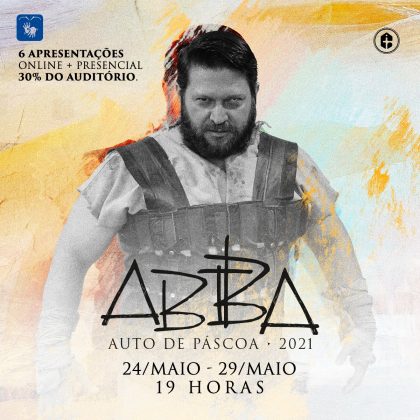 6 APRESENTAÇÕES
ONLINE + PRESENCIAL
30% DO AUDITÓRIO.
ABBA
AUTO DE PÁSCOA • 2021
24/MAIO - 29/MAIO
19 HORAS